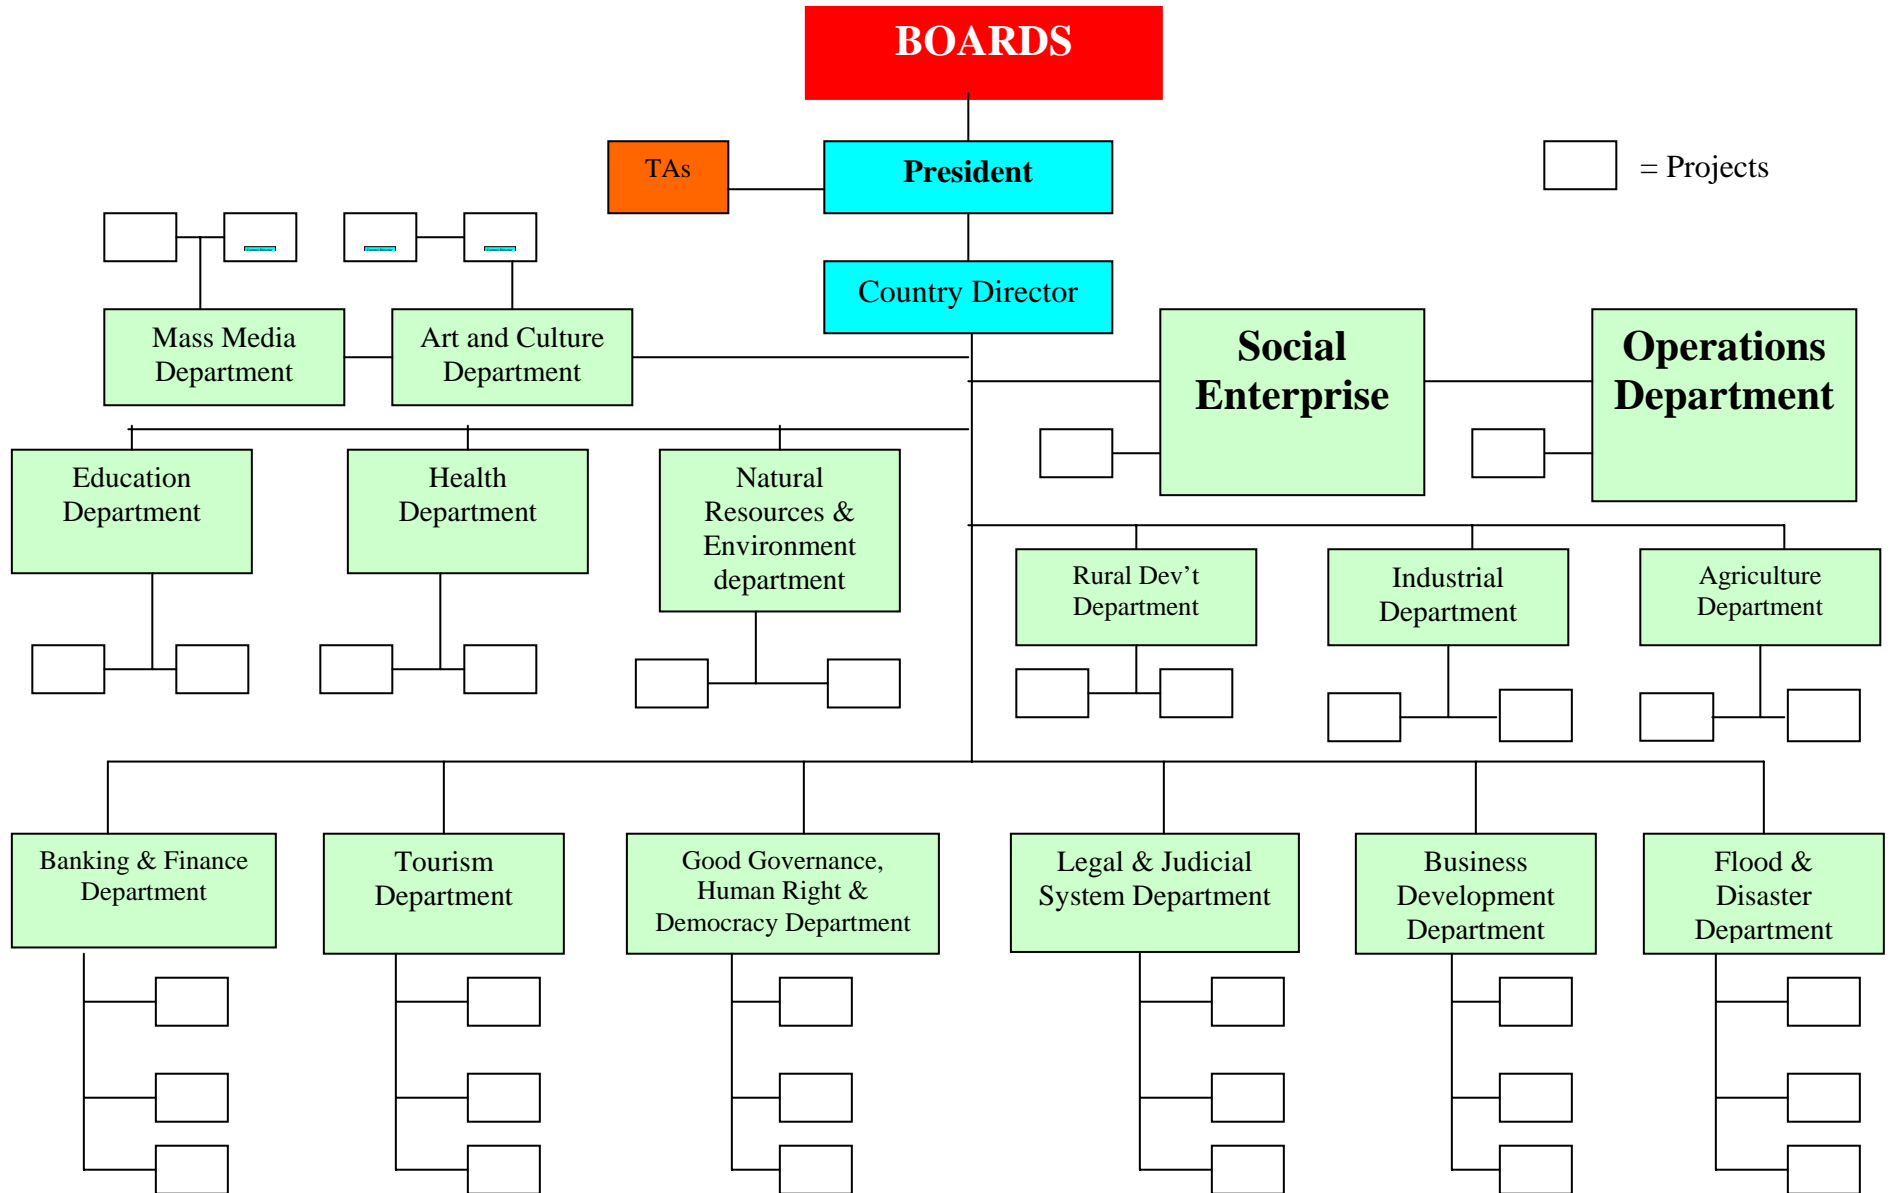 BOARDS
TAs
President
= Projects
Country Director
Mass Media
Department
Art and Culture
Department
Social
Enterprise
Operations
Department
Education
Department
Health
Department
Natural
Resources &
Environment
department
Rural Dev’t
Department
Industrial
Department
Agriculture
Department
Banking & Finance
Department
Tourism
Department
Good Governance,
Human Right &
Democracy Department
Legal & Judicial
System Department
Business
Development
Department
Flood &
Disaster
Department